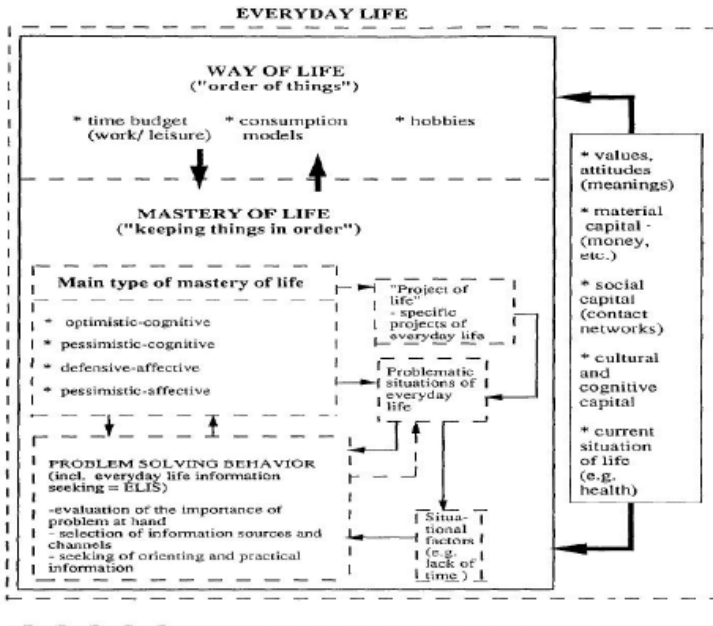 EVERYDAY LIFE
WAY OF LIFE
("order of things")
* time budget
(work/ leisure)
* consumption
models
* hobbies
MASTERY OF LIFE
("keeping things in order")
Main type of mastery of life
* optimistic-cognitive
* pessimistic-cognitive
* defensive-affective
* pessimistic-affective
"Project of
life"
- specific
projects of
everyday life
Problematic
situations of
everyday
life
PROBLEM SOLVING BEHAVIOR
(incl. everyday life information
seeking = ELIS)
-evaluation of the importance of
problem at hand
- selection of information sources and
channels
- seeking of orienting and practical
information
Situa-
tional
factors
(e.g.
lack of
time )
* values,
attitudes
(meanings)
* material
capital -
(money,
etc.)
* social
capital
(contact
networks)
* cultural
and
cognitive
capital
* current
situation
of life
(e.g.
health)